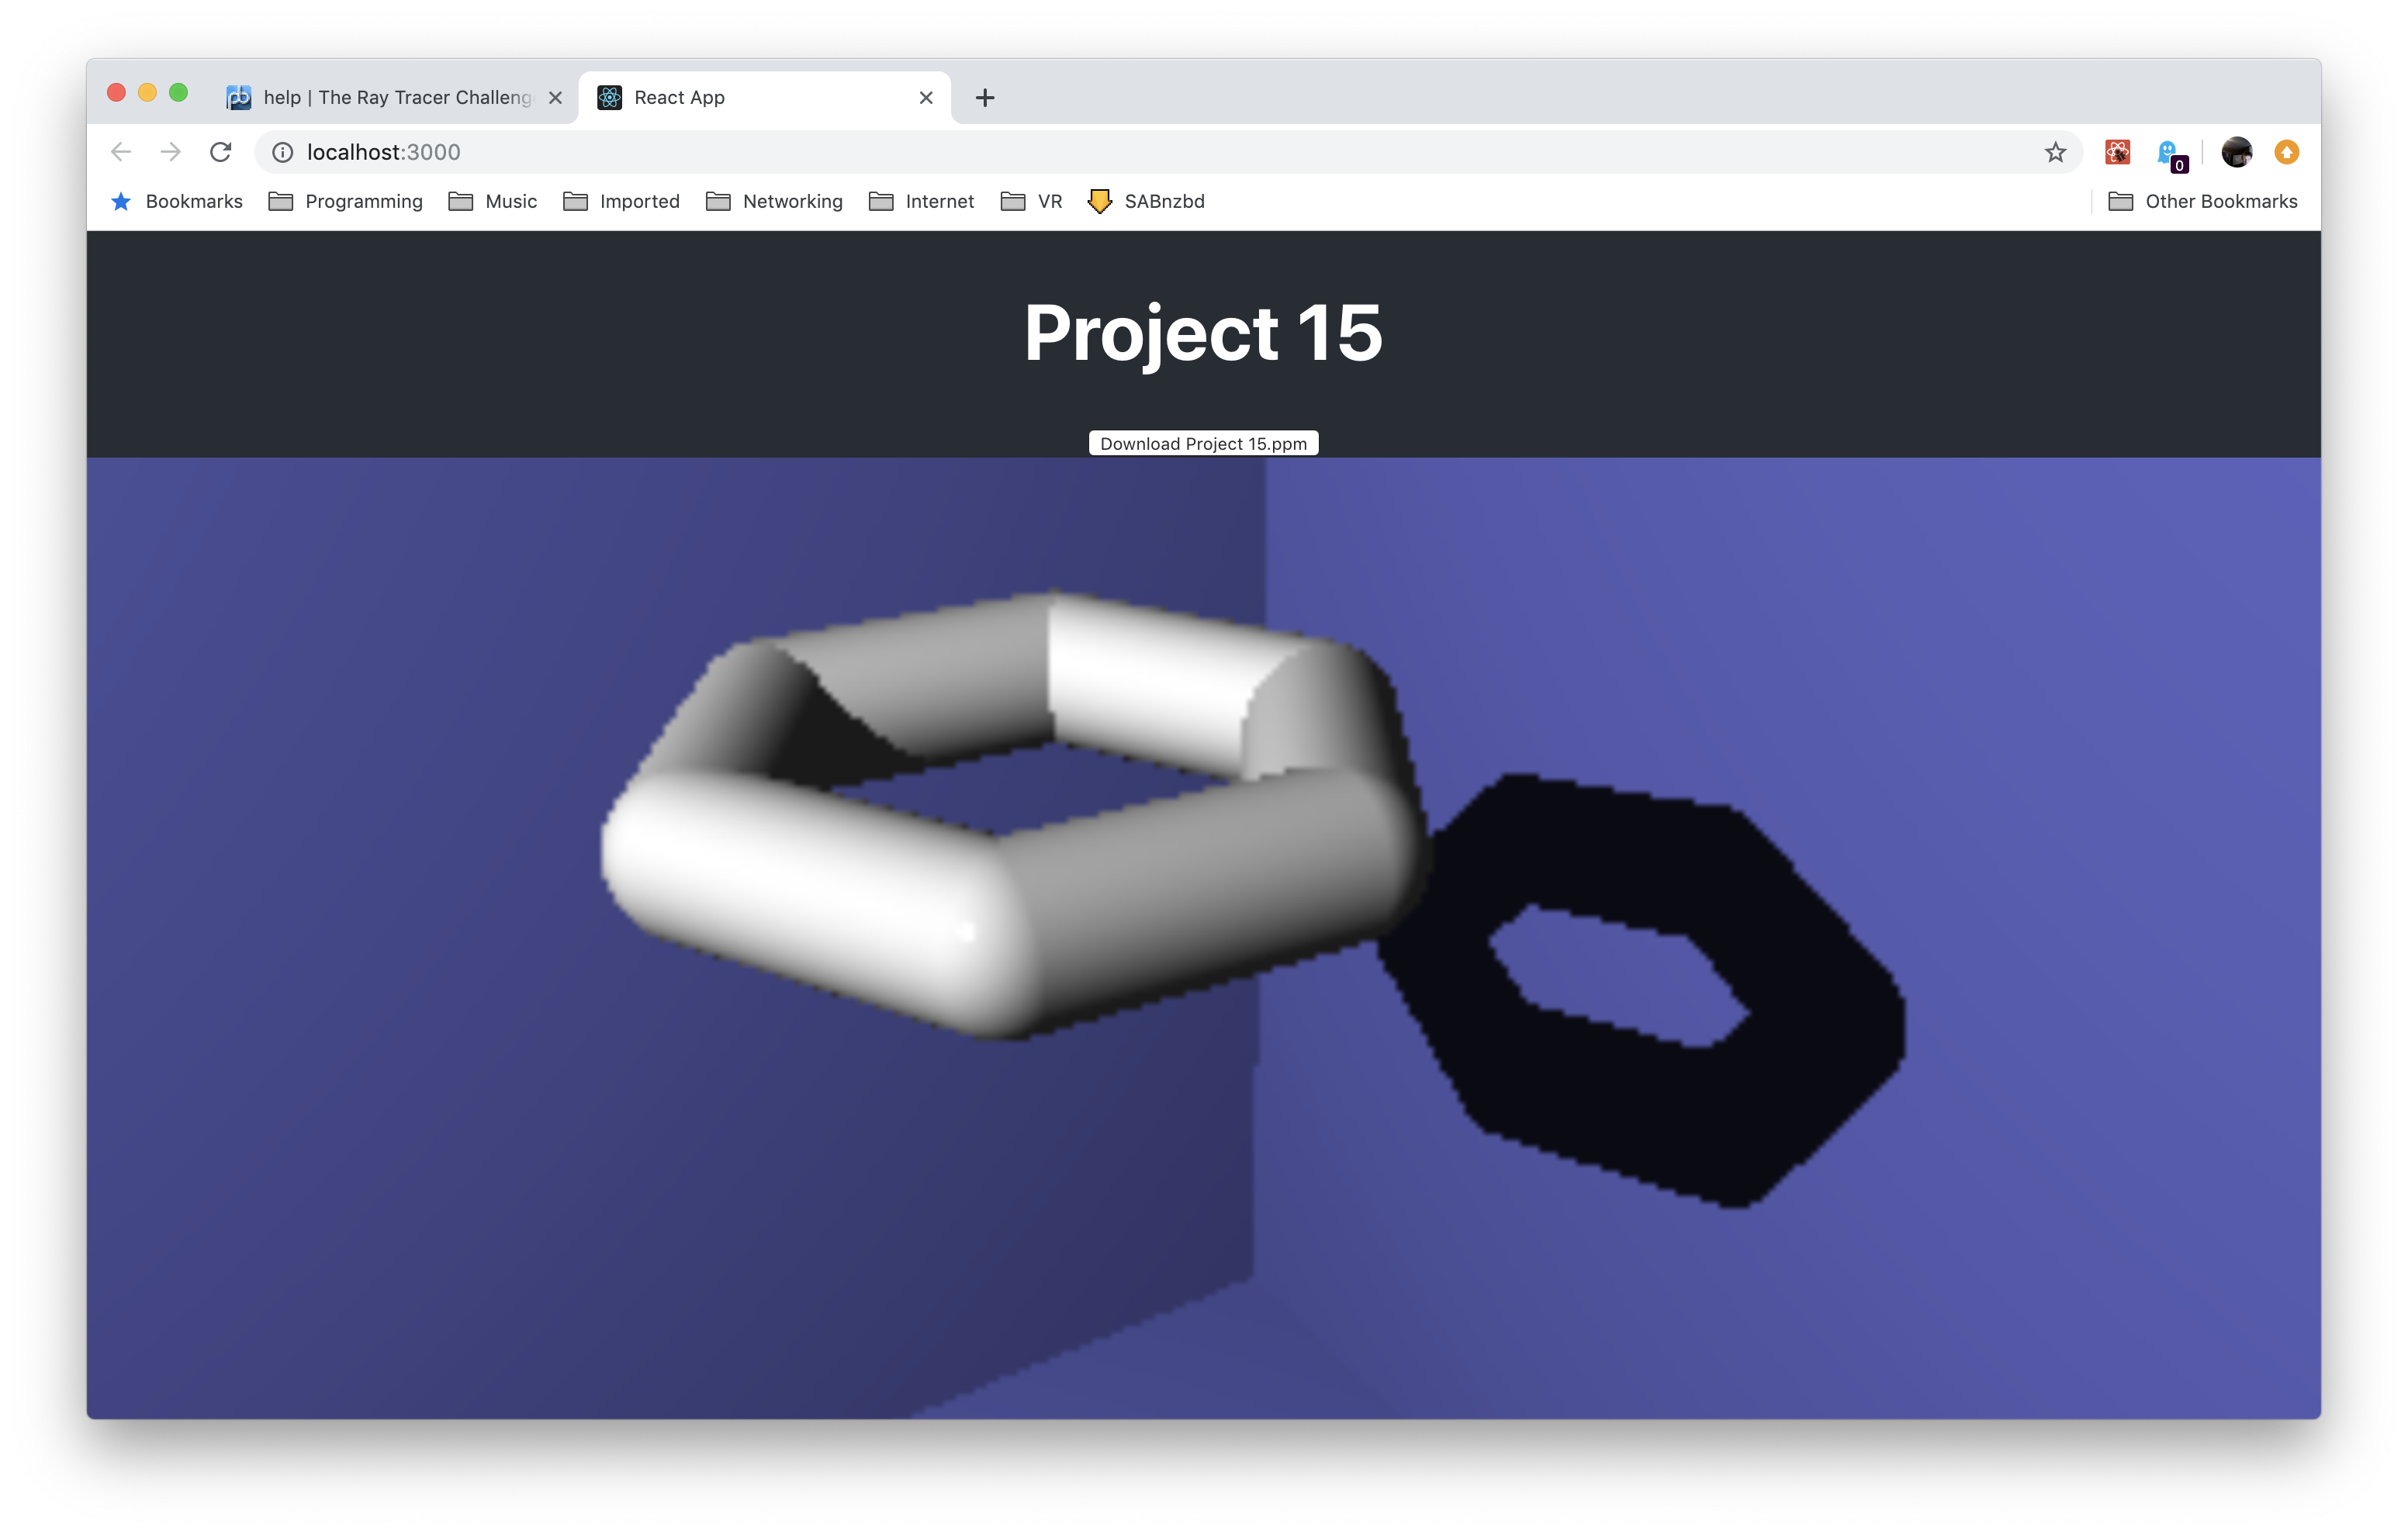 help | The Ray Tracer Challeng
React App
localhost:3000
0
Bookmarks Programming Music Imported Networking Internet VR SABnzbd Other Bookmarks
Project 15
Download Project 15.ppm